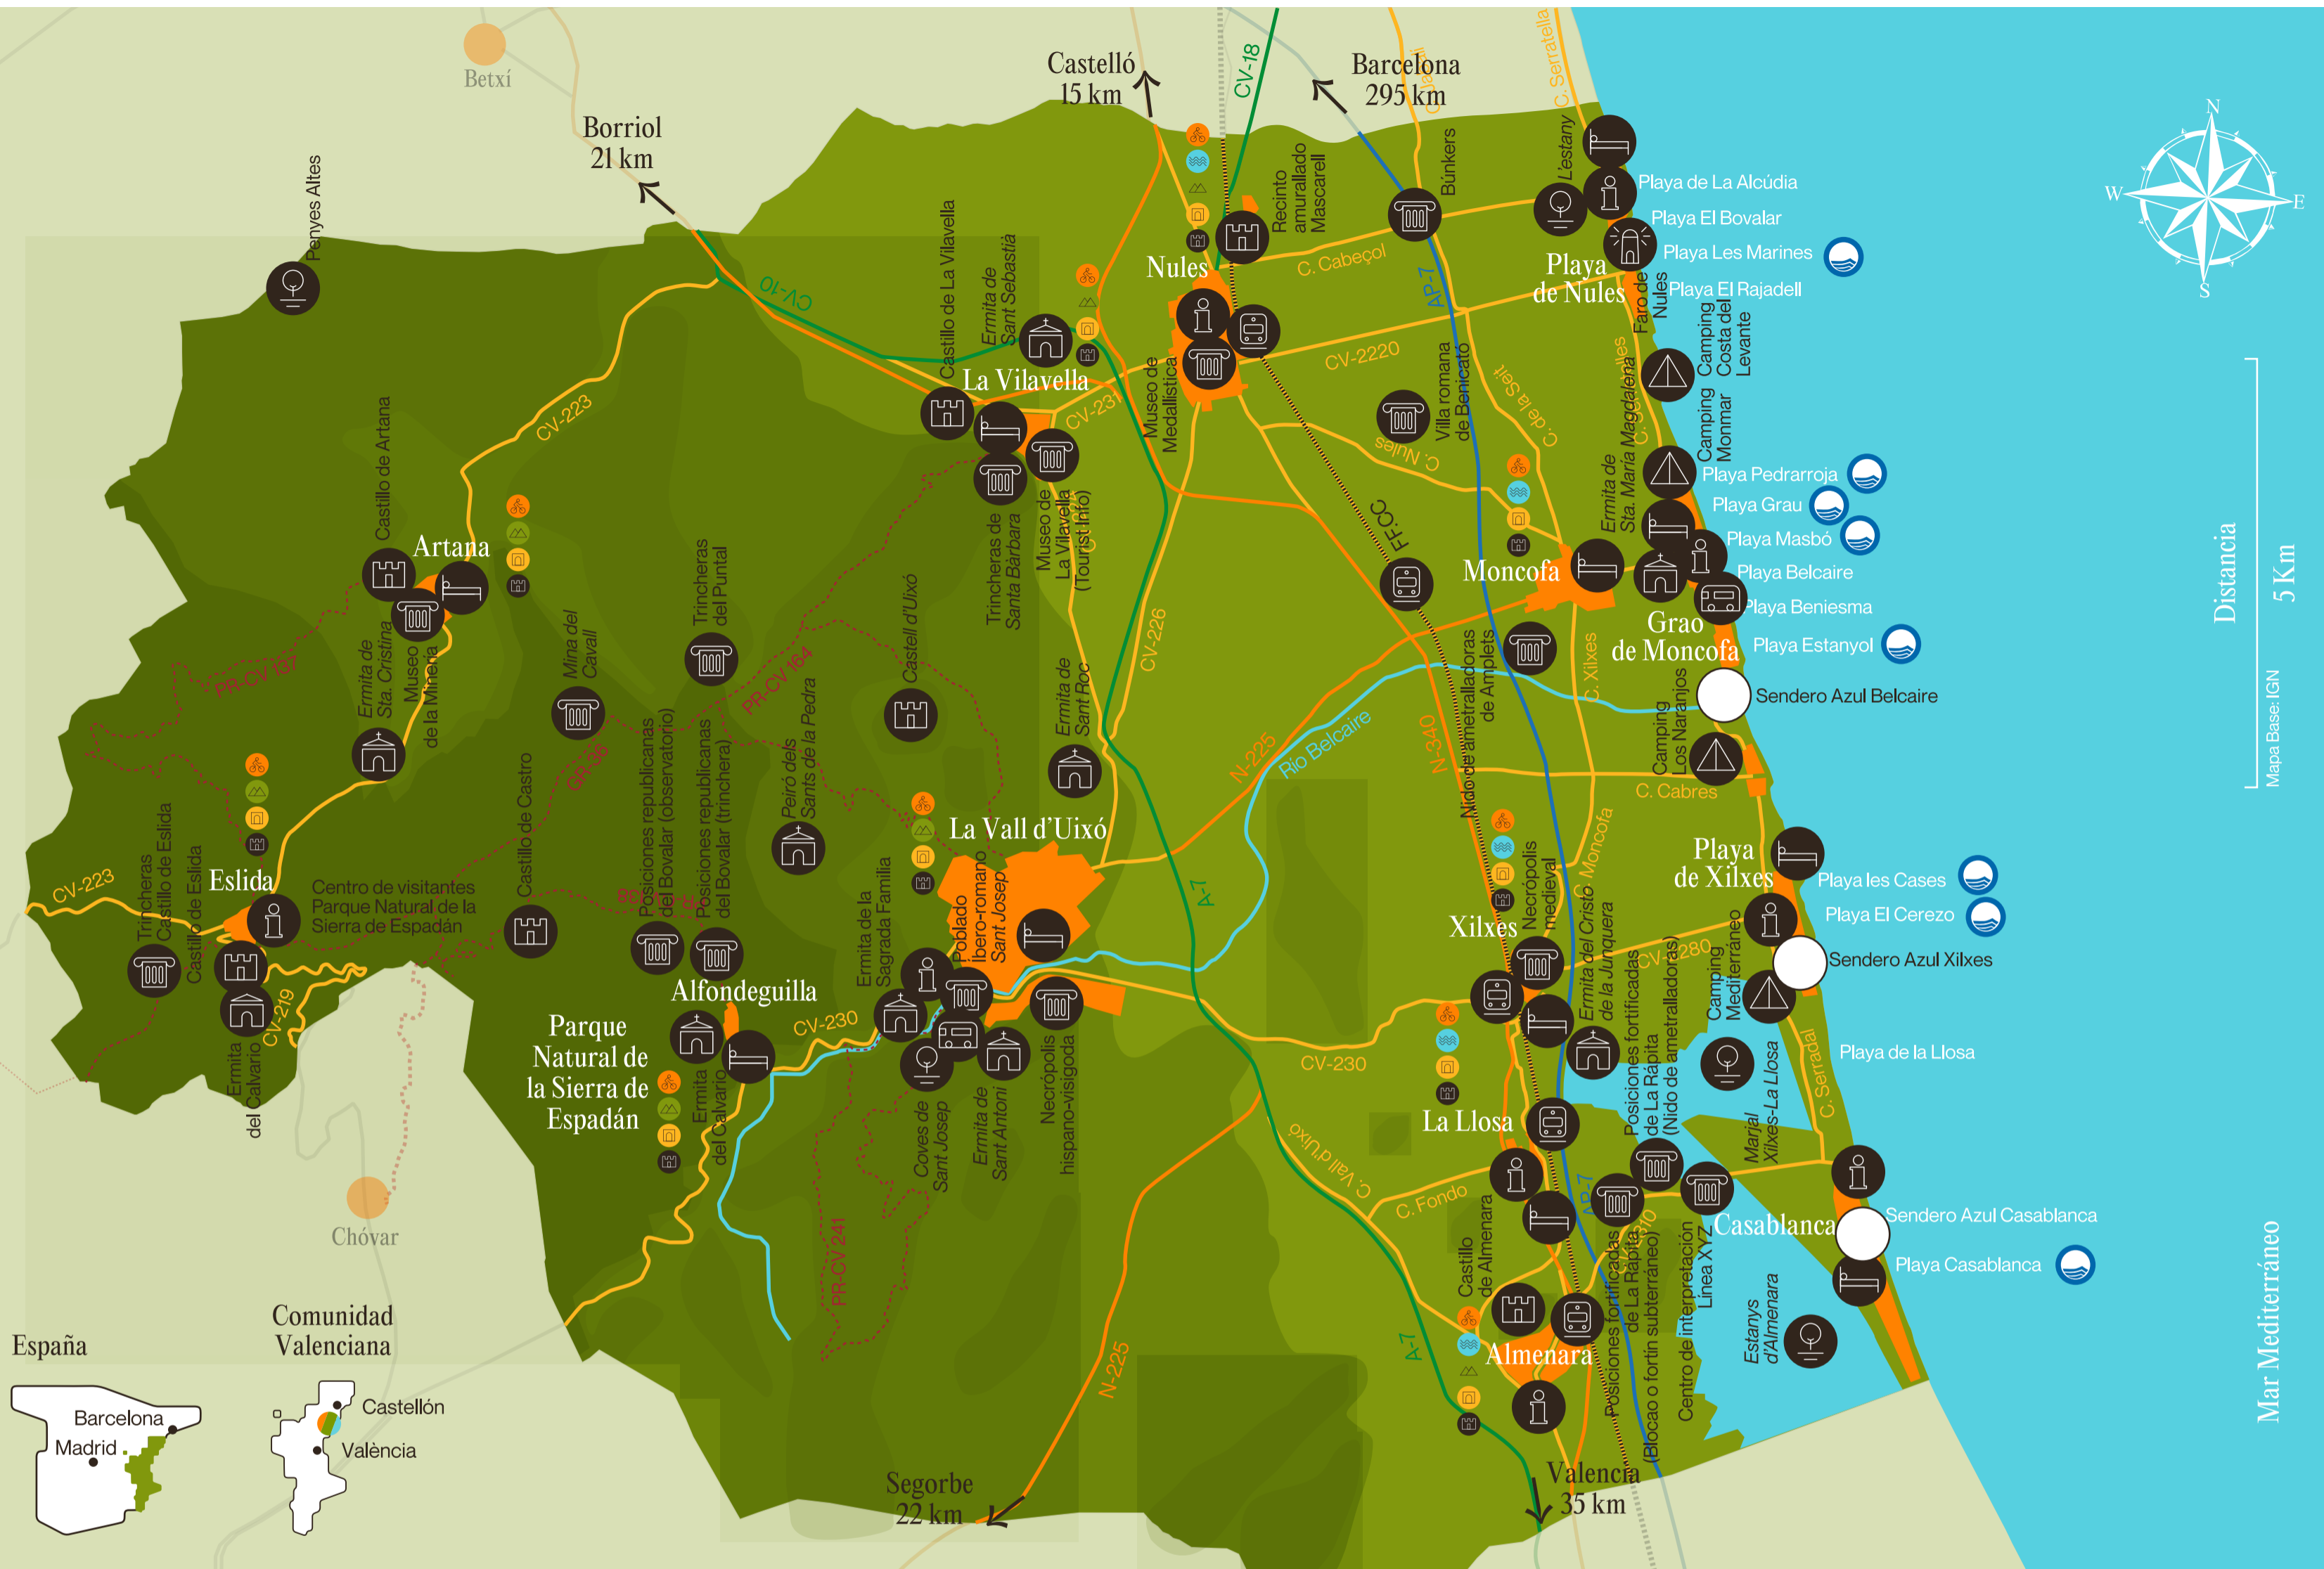 Betxí
Borriol
21 km
Castelló
15 km
CV-18
Barcelona
295 km
C. Serratella
N
W
E
S
Penyes Altes
CV-10
CV-223
Castillo de La Vilavella
Ermita de
Sant Sebastià
La Vilavella
CV-231
Recinto
amurallado
Mascarell
Nules
Museo de
Medallística
C. Cabeçol
Búnkers
AP-7
CV-2220
L'estany
Playa de La Alcúdia
Playa El Bovalar
Playa Les Marines
Playa El Rajadell
Playa
de Nules
Faro de
Nules
Camping
Costa del
Levante
Camping
Monmar
Villa romana
de Benicató
C. de la Seit
C. Nules
Ermita de
Sta. María Magdalena
Playa Pedrarroja
Playa Grau
Playa Masbó
Playa Belcaire
Playa Beniesma
Playa Estanyol
Grao
de Moncofa
Moncofa
FF.CC
Sendero Azul Belcaire
Camping
Los Naranjos
C. Cabres
C. Xilxes
Nido de ametralladoras
de Amplets
N-340
N-225
Río Belcaire
CV-226
Castillo de Artana
Artana
Ermita de
Sta. Cristina
Museo
de la Minería
PR-CV 137
Mina del
Cavall
Trincheras
del Puntal
PR-CV 164
GR-36
Trincheras de
Santa Bàrbara
Museo de
La Vilavella
(Tourist Info)
Castell d'Uixó
Ermita de
Sant Roc
Peiró dels
Sants de la Pedra
La Vall d'Uixó
CV-223
Trincheras
Castillo de Eslida
Castillo de Eslida
Eslida
Centro de visitantes
Parque Natural de la
Sierra de Espadán
Castillo de Castro
Posiciones republicanas
del Bovalar (observatorio)
Posiciones republicanas
del Bovalar (trinchera)
Ermita de la
Sagrada Familia
Poblado
íbero-romano
Sant Josep
A-7
C. Moncofa
Necrópolis
medieval
Xilxes
Playa
de Xilxes
Playa les Cases
Playa El Cerezo
Sendero Azul Xilxes
Camping
Mediterráneo
Ermita del Cristo
de la Junquera
Posiciones fortificadas
de La Rápita
(Nido de ametralladoras)
Playa de la Llosa
C. Serradal
Marjal
Xilxes-La Llosa
CV-219
Ermita
del Calvario
Chóvar
Alfondeguilla
Parque
Natural de
la Sierra de
Espadán
Ermita
del Calvario
CV-230
Coves de
Sant Josep
Ermita de
Sant Antoni
Necrópolis
hispano-visigoda
PR-CV 241
CV-230
C. Vall d'Uixó
C. Fondo
La Llosa
AP-7
Castillo
de Almenara
Almenara
Posiciones fortificadas
de La Rápita
(Blocao o fortín subterráneo)
Centro de interpretación
Línea XYZ
Casablanca
Sendero Azul Casablanca
Playa Casablanca
Estanys
d'Almenara
N-225
A-7
Segorbe
22 km
Valencia
35 km
España
Barcelona
Madrid
Comunidad
Valenciana
Castellón
València
Distancia
5 Km
Mapa Base: IGN
Mar Mediterráneo